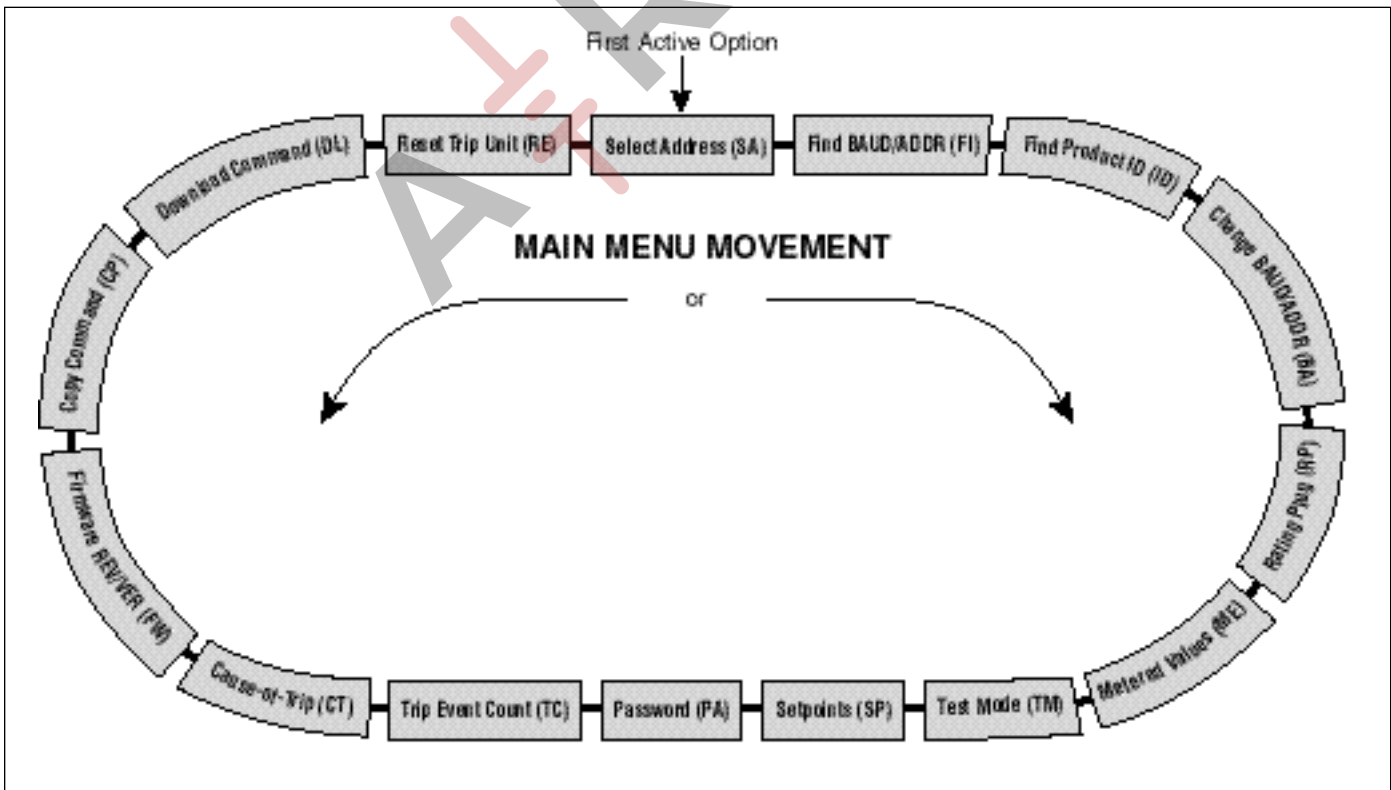 First Active Option
Reset Trip Unit (RE)
Select Address (SA)
Find BAUD/ADDR (FI)
Find Product ID (ID)
Change BAUD/ADDR (BA)
Rating Plug (RP)
Metered Values (ME)
Test Mode (TM)
Setpoints (SP)
Password (PA)
Trip Event Count (TC)
Cause-of-Trip (CT)
Firmware REV/VER (FW)
Copy Command (CP)
Download Command (DL)
MAIN MENU MOVEMENT
or